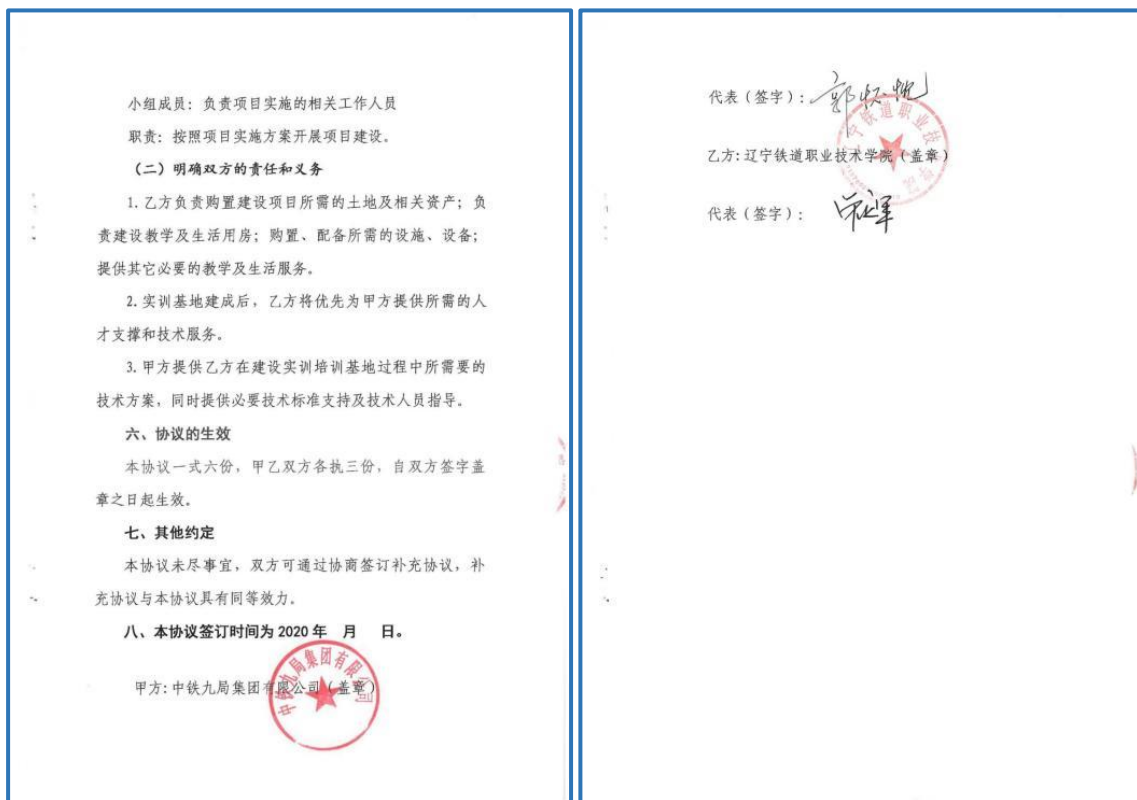 小组成员：负责项目实施的相关工作人员
职责：按照项目实施方案开展项目建设。
（二）明确双方的责任和义务
1.乙方负责购置建设项目所需的土地及相关资产；负
责建设教学及生活用房；购置、配备所需的设施、设备；
提供其它必要的教学及生活服务。
2.实训基地建成后，乙方将优先为甲方提供所需的人
才支撑和技术服务。
3.甲方提供乙方在建设实训培训基地过程中所需要的
技术方案，同时提供必要技术标准支持及技术人员指导。
六、协议的生效
本协议一式六份，甲乙双方各执三份，自双方签字盖
章之日起生效。
七、其他约定
本协议未尽事宜，双方可通过协商签订补充协议，补
充协议与本协议具有同等效力。
八、本协议签订时间为 2020 年 月 日。
甲方:中铁九局集团有限公司（盖章）
中铁九局集团有限公司
代表（签字）：
乙方:辽宁铁道职业技术学院（盖章）
代表（签字）：